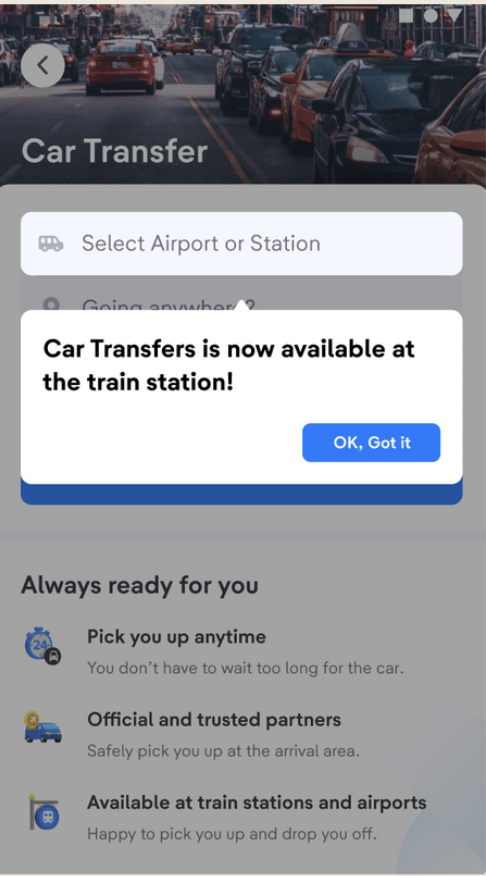 Car Transfer
Select Airport or Station
Going anywhere?
Car Transfers is now available at
the train station!
OK, Got it
Always ready for you
24
Pick you up anytime
You don't have to wait too long for the car.
Official and trusted partners
Safely pick you up at the arrival area.
Available at train stations and airports
Happy to pick you up and drop you off.